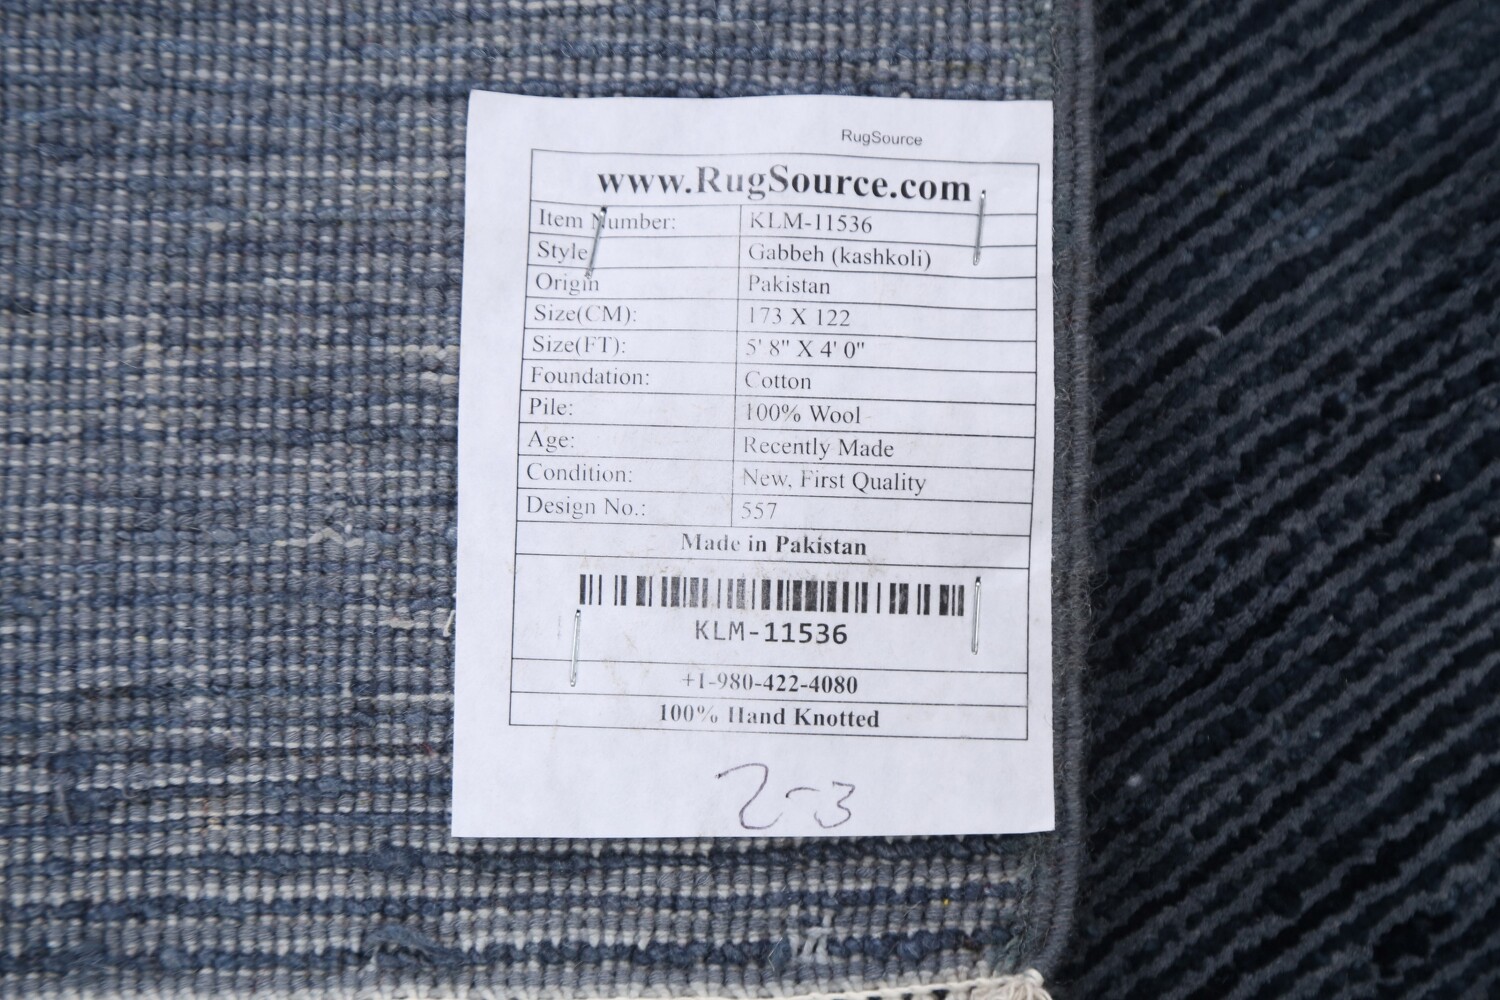 RugSource
www.RugSource.com
Item Number: KLM-11536
Style Gabbeh (kashkoli)
Origin Pakistan
Size(CM): 173 X 122
Size(FT): 5' 8" X 4' 0"
Foundation: Cotton
Pile: 100% Wool
Age: Recently Made
Condition: New, First Quality
Design No.: 557
Made in Pakistan
KLM-11536
+1-980-422-4080
100% Hand Knotted
2-3